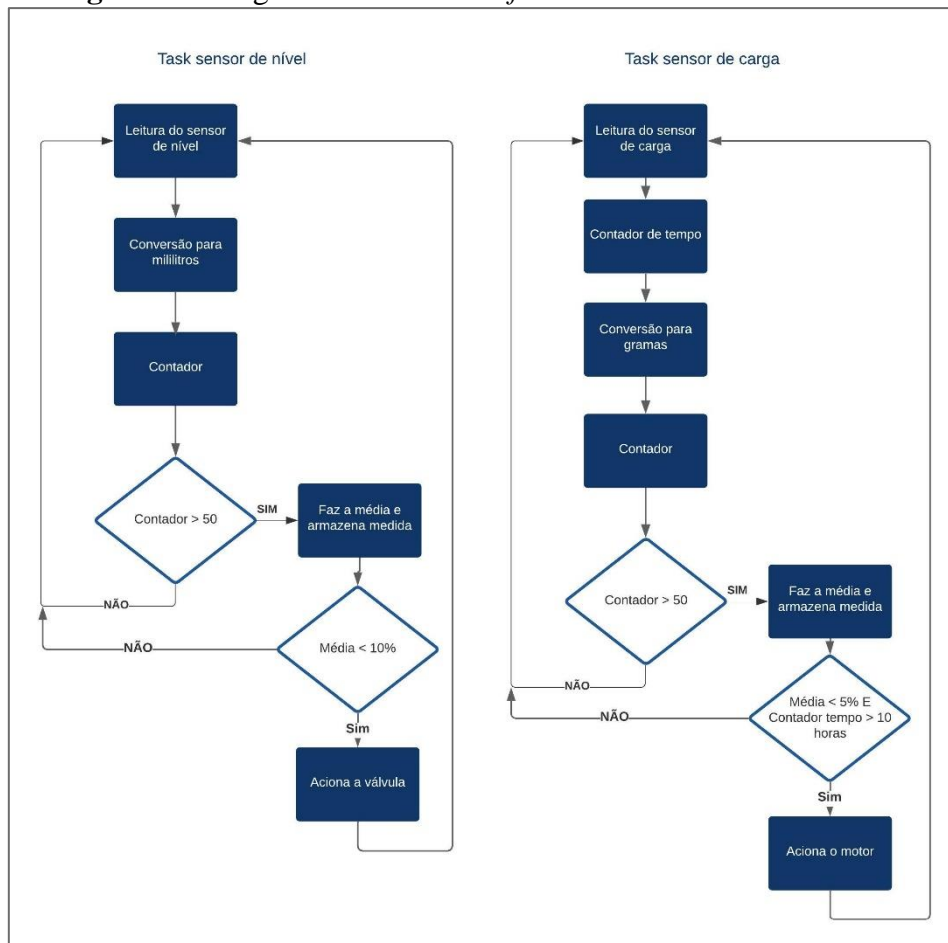 Task sensor de nível
Leitura do sensor
de nível
Conversão para
mililitros
Contador
Contador > 50
SIM
Faz a média e
armazena medida
NÃO
Média < 10%
NÃO
Sim
Aciona a válvula
Task sensor de carga
Leitura do sensor
de carga
Contador de tempo
Conversão para
gramas
Contador
Contador > 50
SIM
Faz a média e
armazena medida
NÃO
Média < 5% E
Contador tempo > 10
horas
NÃO
Sim
Aciona o motor